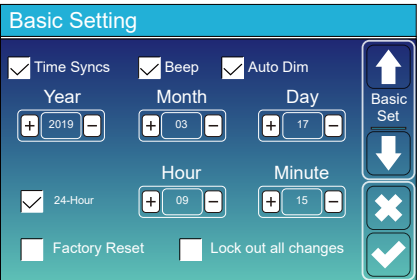 Basic Setting
Time Syncs Beep Auto Dim
Year Month Day
+ 2019 − + 03 − + 17 −
Basic
Set
Hour Minute
24-Hour + 09 − + 15 −
Factory Reset Lock out all changes